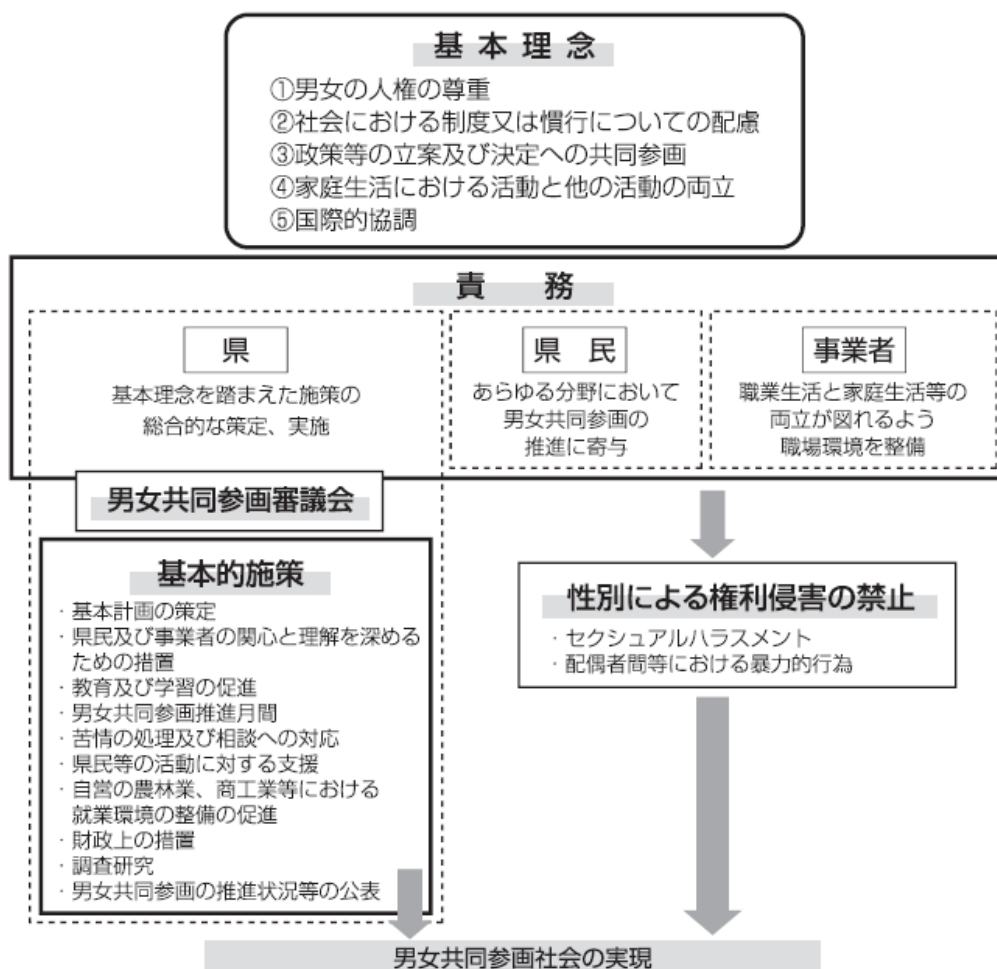 基本理念
①男女の人権の尊重
②社会における制度又は慣行についての配慮
③政策等の立案及び決定への共同参画
④家庭生活における活動と他の活動の両立
⑤国際的協調
責務
県
基本理念を踏まえた施策の
総合的な策定、実施
県民
あらゆる分野において
男女共同参画の
推進に寄与
事業者
職業生活と家庭生活等の
両立が図れるよう
職場環境を整備
男女共同参画審議会
基本的施策
・基本計画の策定
・県民及び事業者の関心と理解を深める
ための措置
・教育及び学習の促進
・男女共同参画推進月間
・苦情の処理及び相談への対応
・県民等の活動に対する支援
・自営の農林業、商工業等における
就業環境の整備の促進
・財政上の措置
・調査研究
・男女共同参画の推進状況等の公表
性別による権利侵害の禁止
・セクシュアルハラスメント
・配偶者間等における暴力的行為
男女共同参画社会の実現